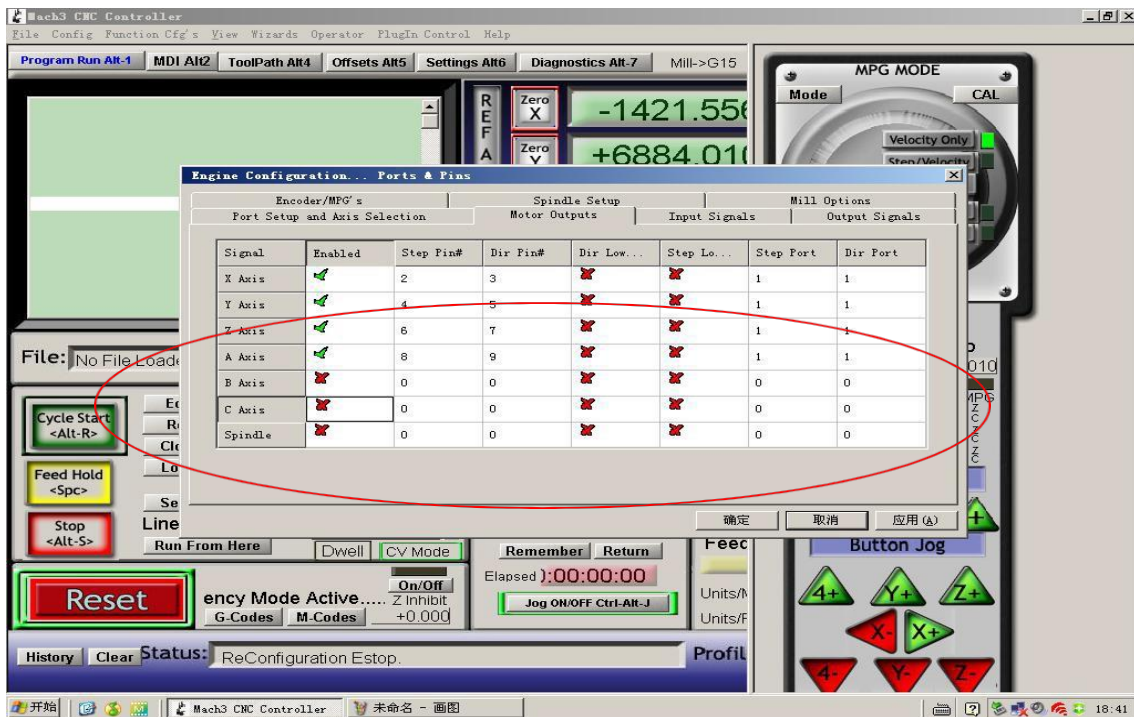 Mach3 CNC Controller
File Config Function Cfg's View Wizards Operator PlugIn Control Help
Program Run Alt-1 MDI Alt2 ToolPath Alt4 Offsets Alt5 Settings Alt6 Diagnostics Alt-7 Mill->G15
MPG MODE
Mode CAL
R
E
F
A
Zero
X
-1421.556
Velocity Only
Zero
Y
+6884.010
Step/Velocity
Engine Configuration... Ports & Pins
Encoder/MPG's Spindle Setup Mill Options
Port Setup and Axis Selection Motor Outputs Input Signals Output Signals
Signal Enabled Step Pin# Dir Pin# Dir Low... Step Lo... Step Port Dir Port
X Axis 2 3 1 1
Y Axis 4 5 1 1
Z Axis 6 7 1 1
A Axis 8 9 1 1
B Axis 0 0 0 0
C Axis 0 0 0 0
Spindle 0 0 0 0
确定 取消 应用(A)
File: No File Loade
010
MPG
Cycle Start
<Alt-R>
Feed Hold
<Spc>
Stop
<Alt-S>
Line
Run From Here
Dwell CV Mode
Remember Return
Feed
Button Jog
Elapsed ):00:00:00
Jog ON/OFF Ctrl-Alt-J
Reset
ency Mode Active.....
On/Off
Z Inhibit
+0.000
G-Codes M-Codes
Units/
Units/
4+ Y+ Z+
X- X+
4- Y- Z-
History Clear Status: ReConfiguration Estop. Profil
开始 Mach3 CNC Controller 未命名 - 画图 18:41